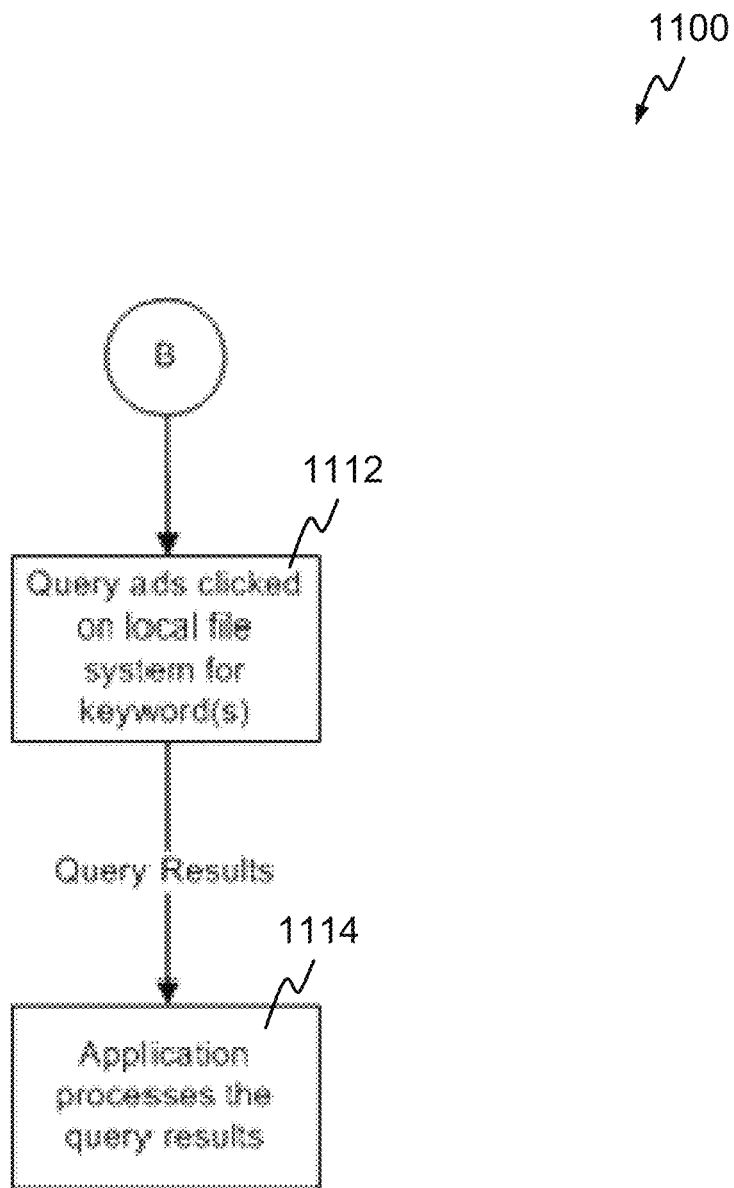 1100
B
1112
Query ads clicked
on local file
system for
keyword(s)
Query Results
1114
Application
processes the
query results